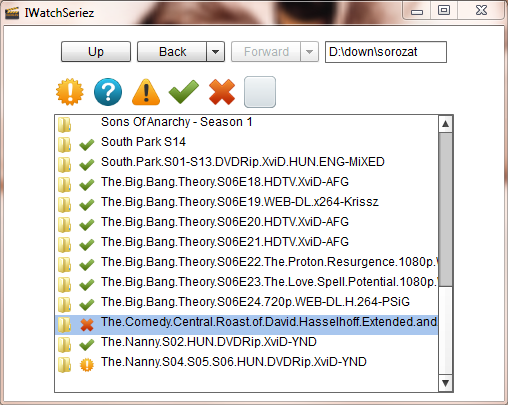 IWatchSeriez
Up Back Forward D:\down\sorozat
Sons Of Anarchy - Season 1
South Park S14
South.Park.S01-S13.DVDRip.XviD.HUN.ENG-MiXED
The.Big.Bang.Theory.S06E18.HDTV.XviD-AFG
The.Big.Bang.Theory.S06E19.WEB-DL.x264-Krissz
The.Big.Bang.Theory.S06E20.HDTV.XviD-AFG
The.Big.Bang.Theory.S06E21.HDTV.XviD-AFG
The.Big.Bang.Theory.S06E22.The.Proton.Resurgence.1080p.
The.Big.Bang.Theory.S06E23.The.Love.Spell.Potential.1080p.
The.Big.Bang.Theory.S06E24.720p.WEB-DL.H.264-PSiG
The.Comedy.Central.Roast.of.David.Hasselhoff.Extended.and.
The.Nanny.S02.HUN.DVDRip.XviD-YND
The.Nanny.S04.S05.S06.HUN.DVDRip.XviD-YND